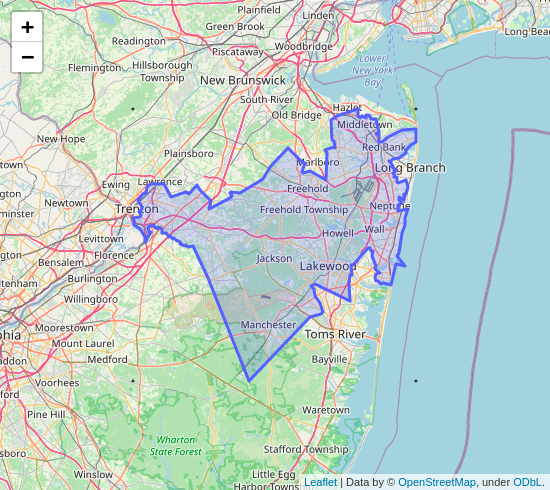 +
−
Plainfield
Linden
Readington
Green Brook
Long Beach
Woodbridge
Piscataway
Flemington
Hillsborough
Township
Lower
New York
Bay
New Brunswick
South River
Hazlet
Old Bridge
Middletown
New Hope
Red Bank
Plainsboro
Marlboro
Long Branch
Ewing
Lawrence
Freehold
Newtown
Trenton
Freehold Township
Neptune
Levittown
Howell
Wall
Florence
Bensalem
Jackson
Lakewood
Burlington
Willingboro
Manchester
Moorestown
Toms River
Mount Laurel
Medford
Bayville
Voorhees
Pine Hill
Waretown
Wharton
State Forest
Stafford Township
Winslow
Little Egg
Harbor Township
Leaflet | Data by © OpenStreetMap, under ODbL.